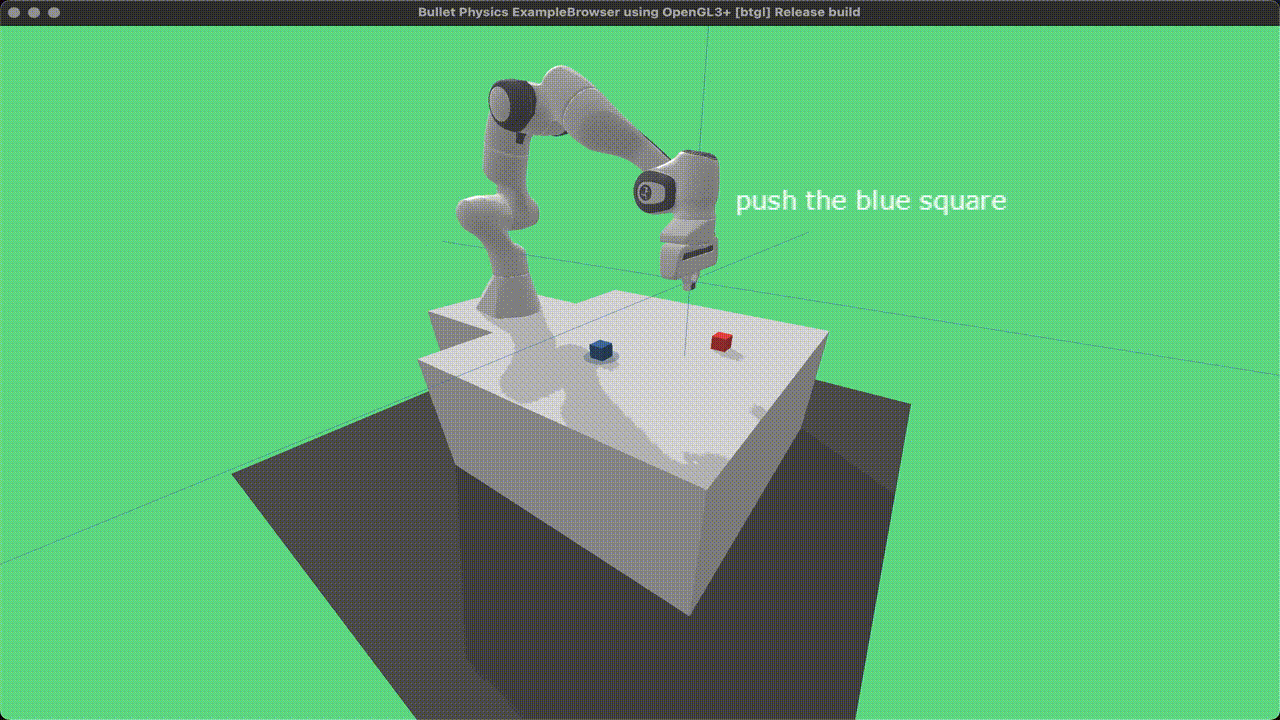 Bullet Physics ExampleBrowser using OpenGL3+ [btgl] Release build
push the blue square